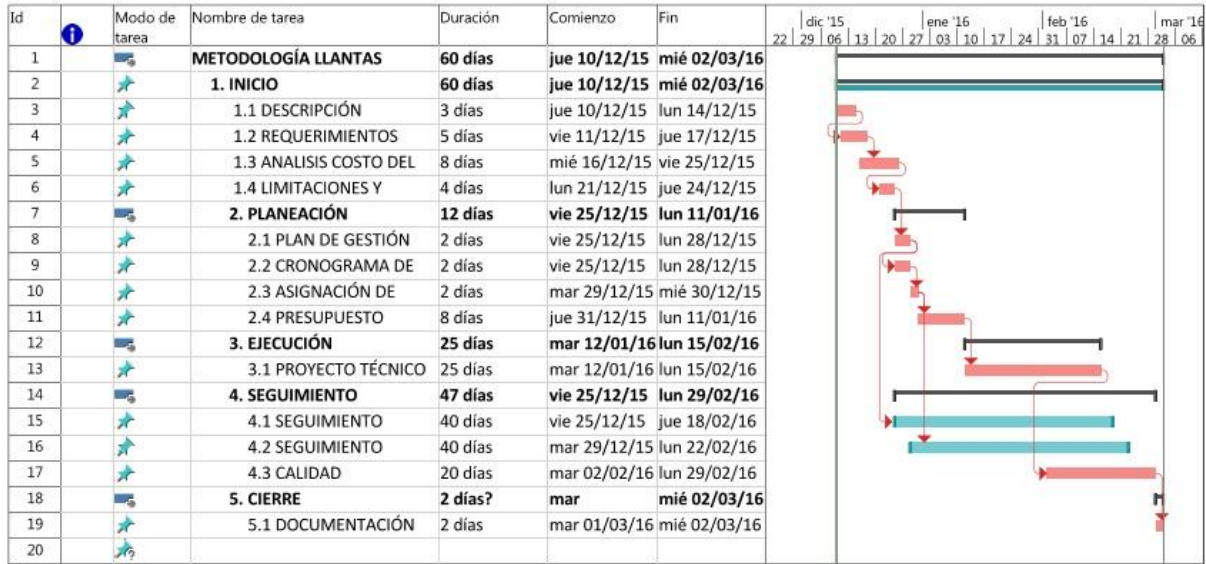 Id Modo de tarea Nombre de tarea Duración Comienzo Fin dic '15 ene '16 feb '16 mar '16
22 29 06 13 20 27 03 10 17 24 31 07 14 21 28 06
1 METODOLOGÍA LLANTAS 60 días jue 10/12/15 mié 02/03/16
2 1. INICIO 60 días jue 10/12/15 mié 02/03/16
3 1.1 DESCRIPCIÓN 3 días jue 10/12/15 lun 14/12/15
4 1.2 REQUERIMIENTOS 5 días vie 11/12/15 jue 17/12/15
5 1.3 ANALISIS COSTO DEL 8 días mié 16/12/15 vie 25/12/15
6 1.4 LIMITACIONES Y 4 días lun 21/12/15 jue 24/12/15
7 2. PLANEACIÓN 12 días vie 25/12/15 lun 11/01/16
8 2.1 PLAN DE GESTIÓN 2 días vie 25/12/15 lun 28/12/15
9 2.2 CRONOGRAMA DE 2 días vie 25/12/15 lun 28/12/15
10 2.3 ASIGNACIÓN DE 2 días mar 29/12/15 mié 30/12/15
11 2.4 PRESUPUESTO 8 días jue 31/12/15 lun 11/01/16
12 3. EJECUCIÓN 25 días mar 12/01/16 lun 15/02/16
13 3.1 PROYECTO TÉCNICO 25 días mar 12/01/16 lun 15/02/16
14 4. SEGUIMIENTO 47 días vie 25/12/15 lun 29/02/16
15 4.1 SEGUIMIENTO 40 días vie 25/12/15 jue 18/02/16
16 4.2 SEGUIMIENTO 40 días mar 29/12/15 lun 22/02/16
17 4.3 CALIDAD 20 días mar 02/02/16 lun 29/02/16
18 5. CIERRE 2 días? mar mié 02/03/16
19 5.1 DOCUMENTACIÓN 2 días mar 01/03/16 mié 02/03/16
20